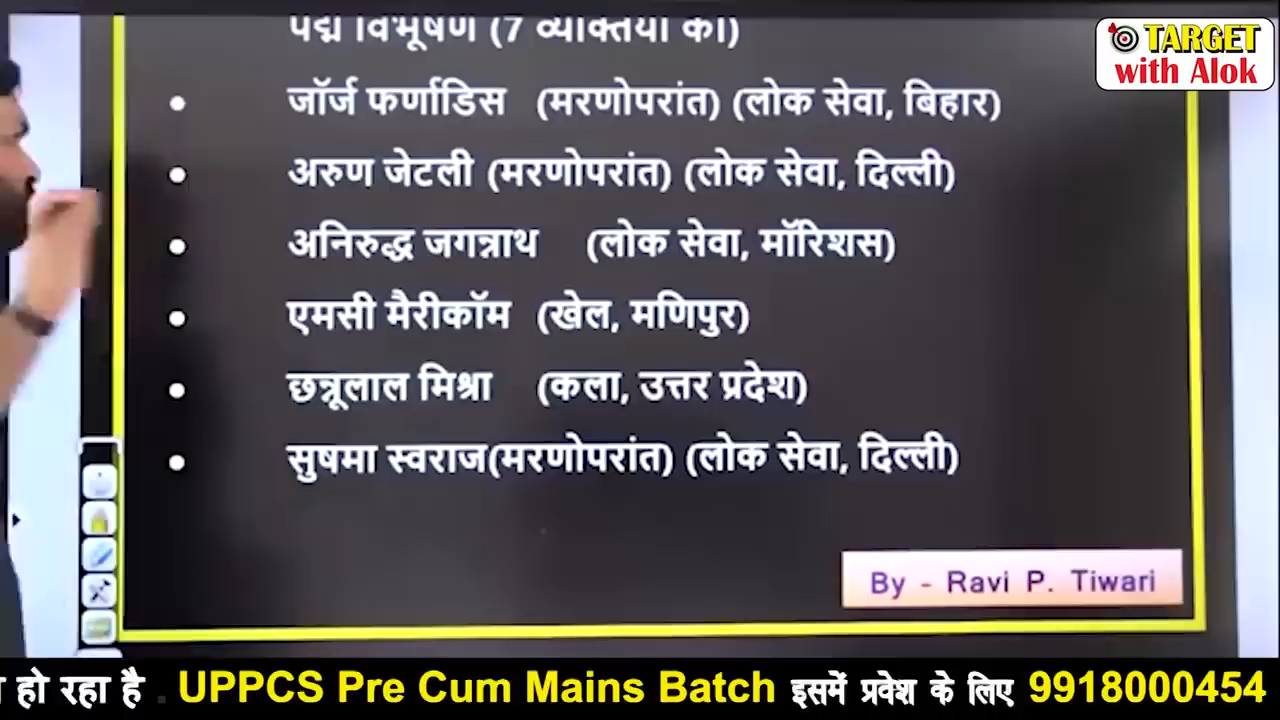 पद्म विभूषण (7 व्यक्तियों को)
TARGET
with Alok
• जॉर्ज फर्णाडिस (मरणोपरांत) (लोक सेवा, बिहार)
• अरुण जेटली (मरणोपरांत) (लोक सेवा, दिल्ली)
• अनिरुद्ध जगन्नाथ (लोक सेवा, मॉरिशस)
• एमसी मैरीकॉम (खेल, मणिपुर)
• छन्नूलाल मिश्रा (कला, उत्तर प्रदेश)
• सुषमा स्वराज(मरणोपरांत) (लोक सेवा, दिल्ली)
By - Ravi P. Tiwari
हो रहा है . UPPCS Pre Cum Mains Batch इसमें प्रवेश के लिए 9918000454